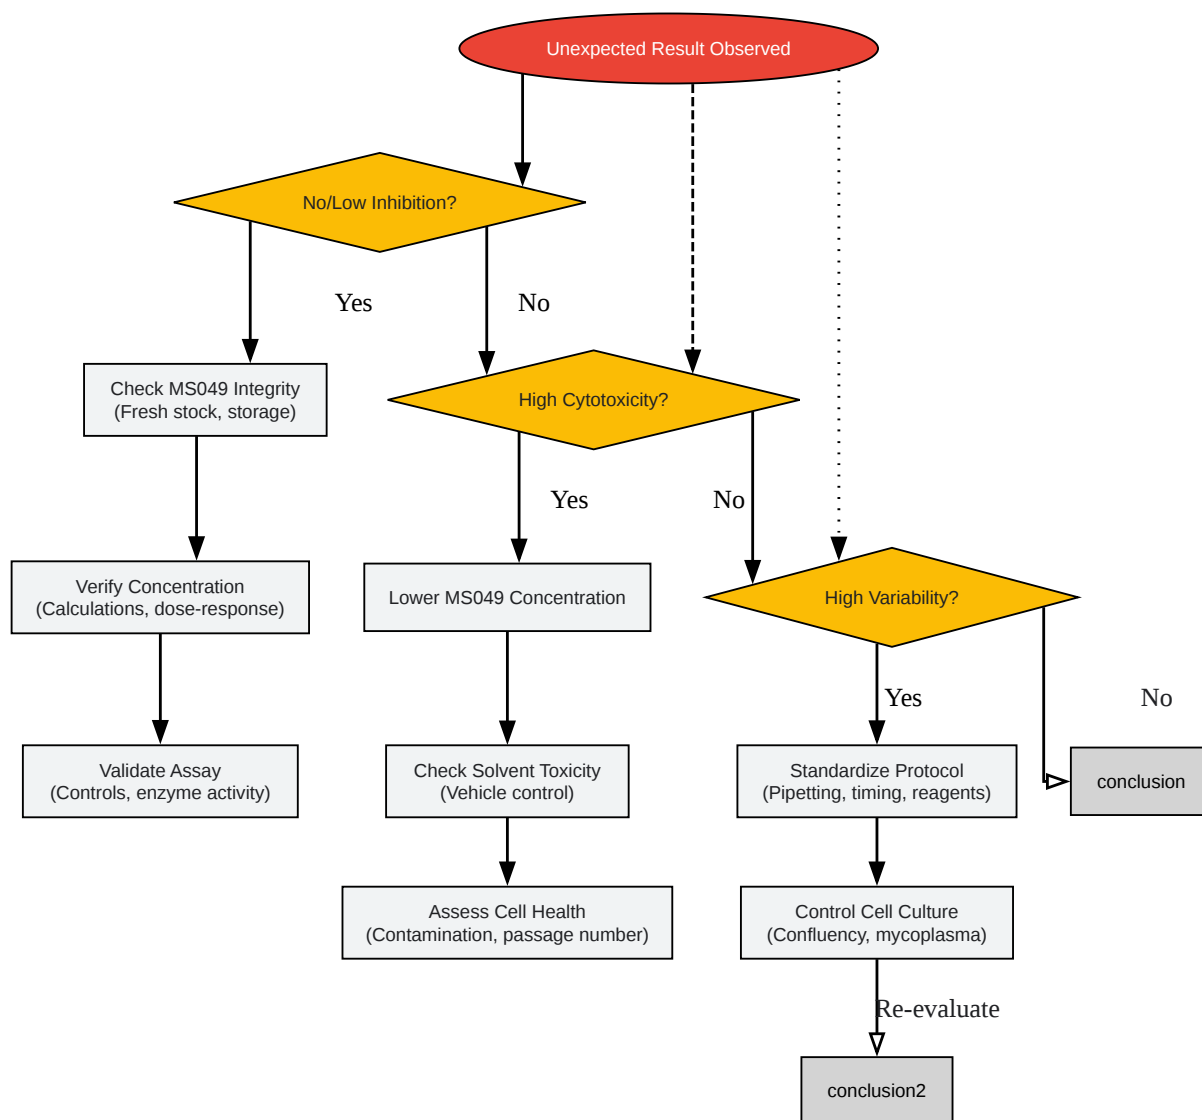 Unexpected Result Observed
No/Low Inhibition?
Yes
No
Check MS049 Integrity
(Fresh stock, storage)
High Cytotoxicity?
Yes
No
Verify Concentration
(Calculations, dose-response)
Lower MS049 Concentration
High Variability?
Yes
No
Validate Assay
(Controls, enzyme activity)
Check Solvent Toxicity
(Vehicle control)
Standardize Protocol
(Pipetting, timing, reagents)
conclusion
Assess Cell Health
(Contamination, passage number)
Control Cell Culture
(Confluency, mycoplasma)
Re-evaluate
conclusion2